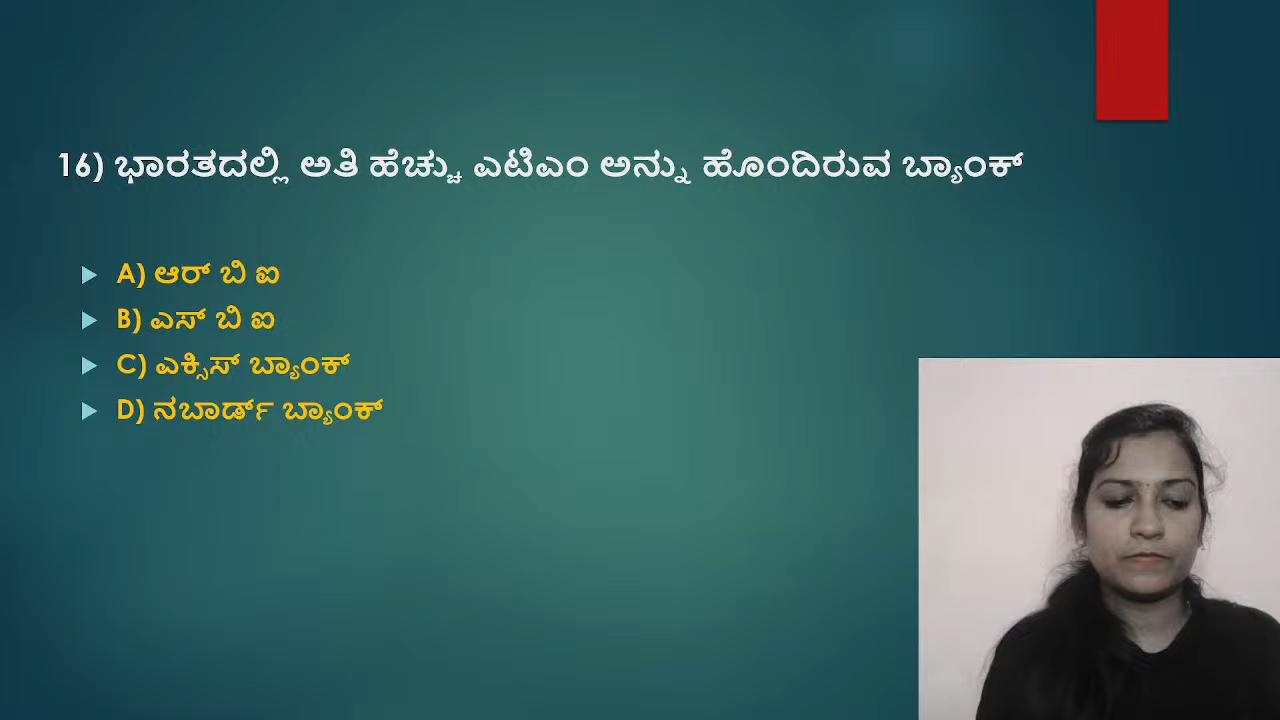 16) ಭಾರತದಲ್ಲಿ ಅತಿ ಹೆಚ್ಚು ಎಟಿಎಂ ಅನ್ನು ಹೊಂದಿರುವ ಬ್ಯಾಂಕ್
A) ಆರ್ ಬಿ ಐ
B) ಎಸ್ ಬಿ ಐ
C) ಎಕ್ಸಿಸ್ ಬ್ಯಾಂಕ್
D) ನಬಾರ್ಡ್ ಬ್ಯಾಂಕ್